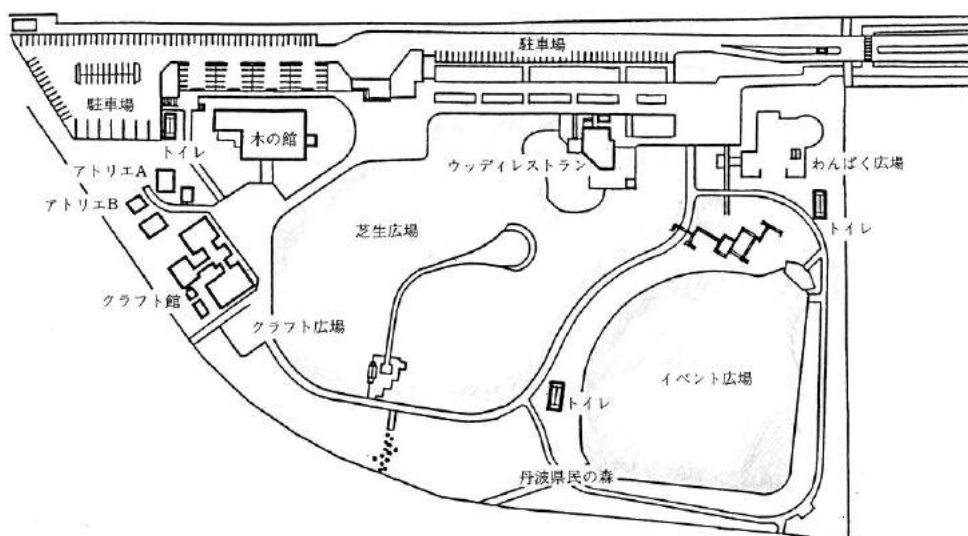 駐車場
駐車場
木の館
トイレ
ウッディレストラン
わんぱく広場
アトリエA
アトリエB
トイレ
芝生広場
クラフト館
クラフト広場
イベント広場
トイレ
丹波県民の森